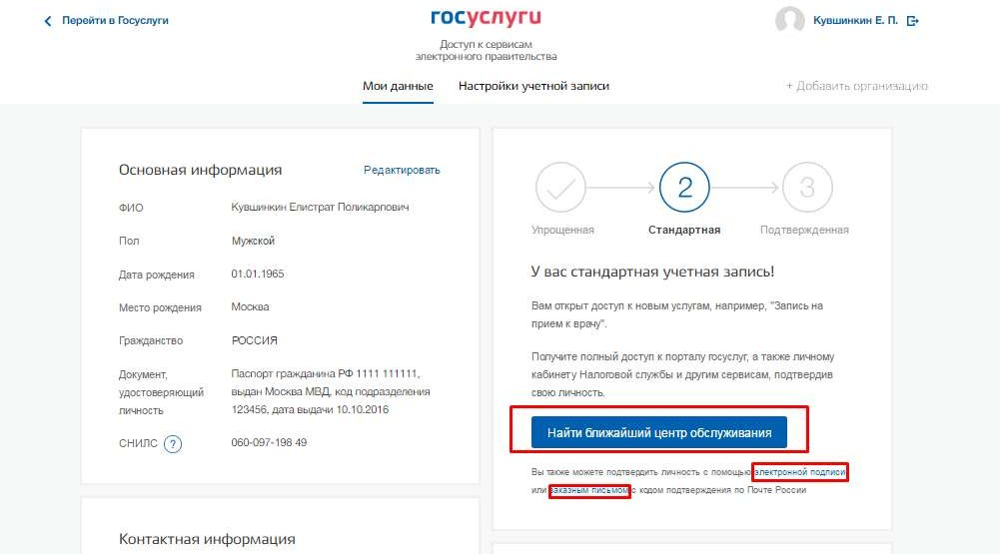 Перейти в Госуслуги
госуслуги
Доступ к сервисам
электронного правительства
Кувшинкин Е. П.
Мои данные
Настройки учетной записи
+ Добавить организацию
Основная информация
Редактировать
ФИО
Кувшинкин Елистрат Поликарпович
Пол
Мужской
Дата рождения
01.01.1965
Место рождения
Москва
Гражданство
РОССИЯ
Документ,
удостоверяющий
личность
Паспорт гражданина РФ 1111 111111,
выдан Москва МВД, код подразделения
123456, дата выдачи 10.10.2016
СНИЛС ?
060-097-198 49
Контактная информация
2
3
Упрощенная
Стандартная
Подтвержденная
У вас стандартная учетная запись!
Вам открыт доступ к новым услугам, например, "Запись на
прием к врачу".
Получите полный доступ к порталу госуслуг, а также личному
кабинету Налоговой службы и другим сервисам, подтвердив
свою личность.
Найти ближайший центр обслуживания
Вы также можете подтвердить личность с помощью электронной подписи
или заказным письмом с кодом подтверждения по Почте России